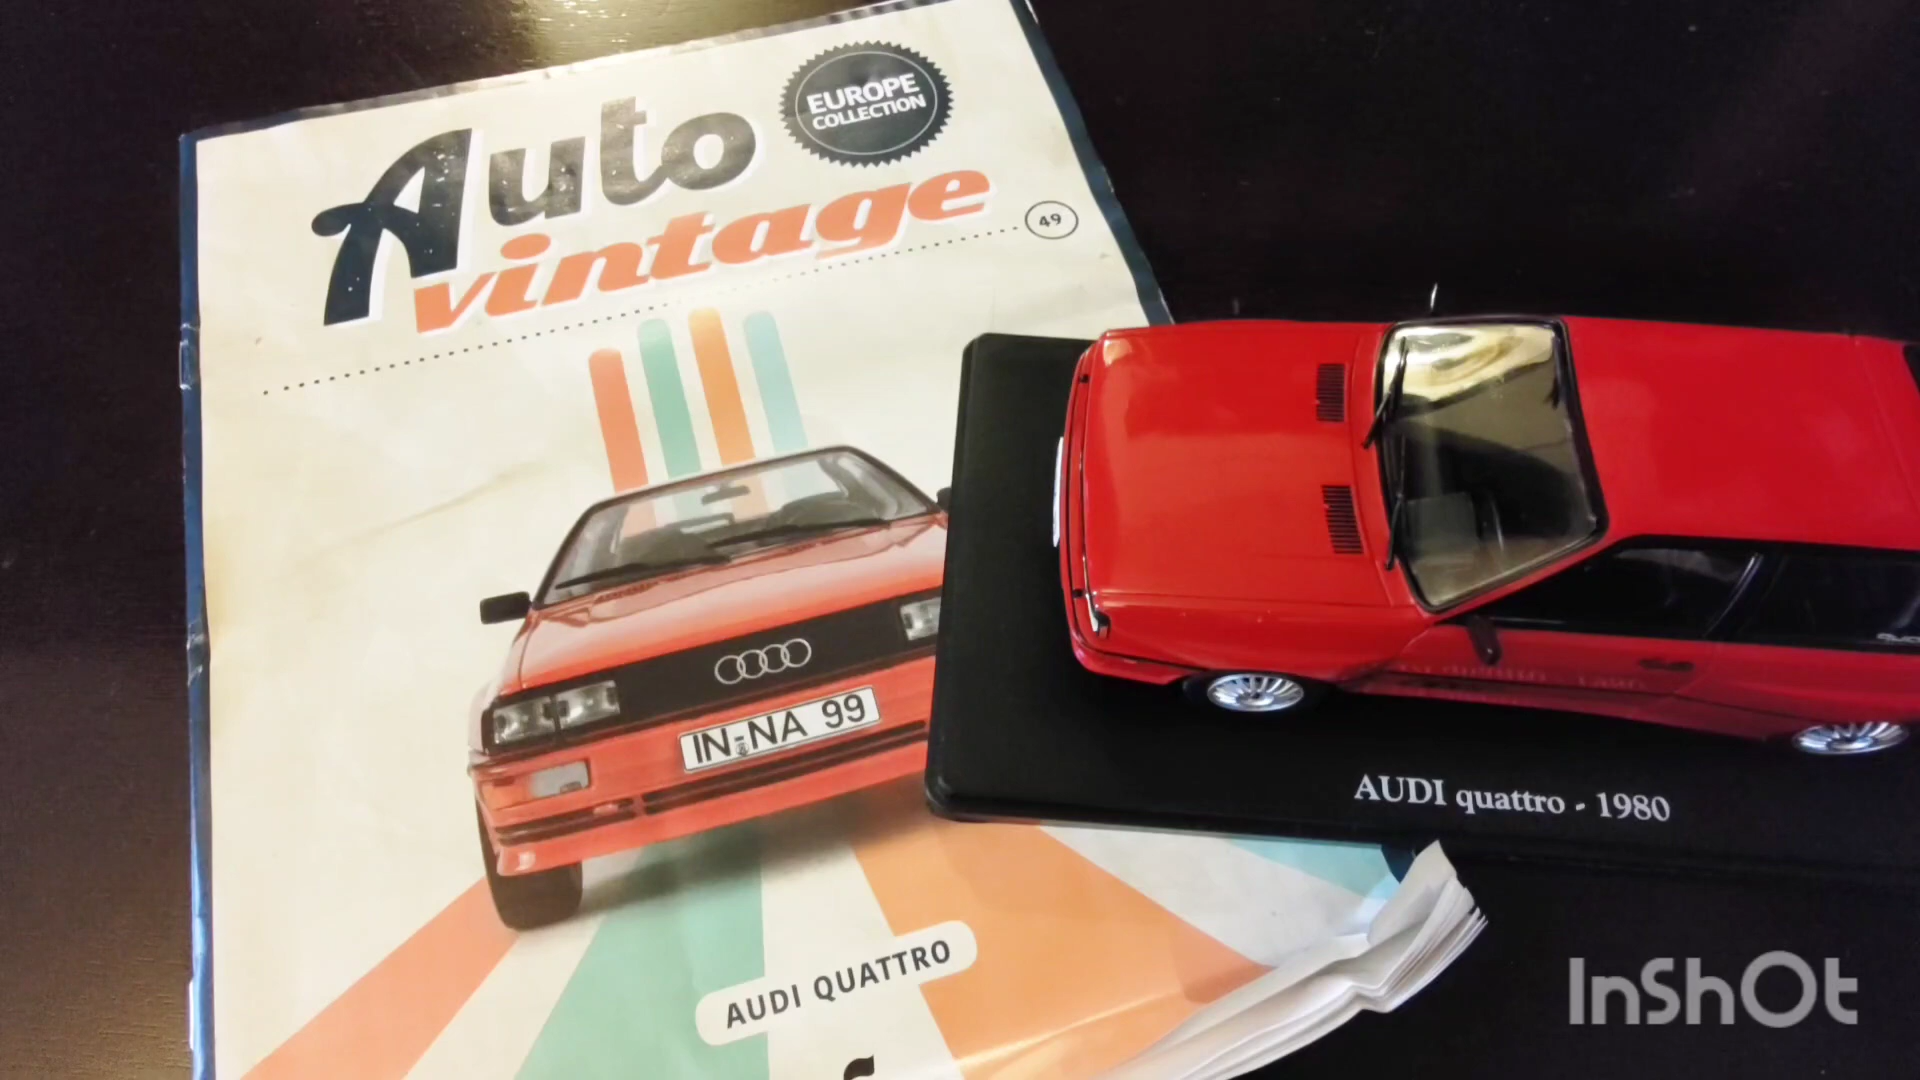 EUROPE
COLLECTION
Auto
vintage
49
IN-NA 99
AUDI QUATTRO
AUDI quattro - 1980
InShOt